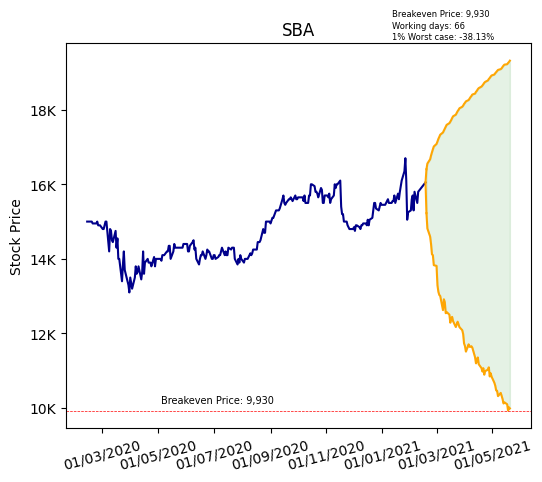 Breakeven Price: 9,930
Working days: 66
1% Worst case: -38.13%
SBA
Stock Price
18K
16K
14K
12K
10K
Breakeven Price: 9,930
01/03/2020
01/05/2020
01/07/2020
01/09/2020
01/11/2020
01/01/2021
01/03/2021
01/05/2021